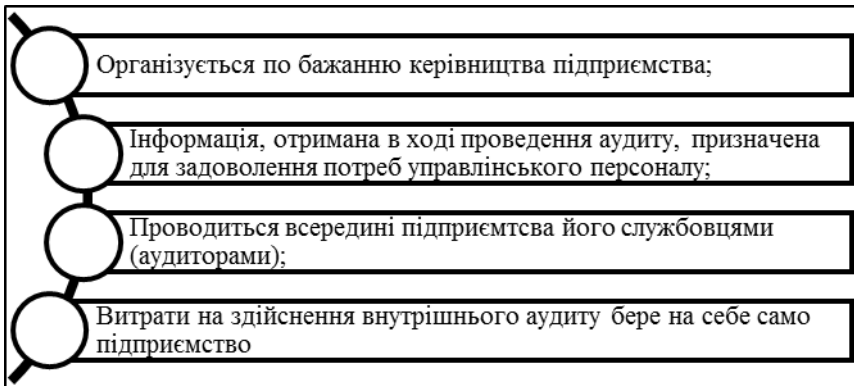 Організується по бажанню керівництва підприємства;
Інформація, отримана в ході проведення аудиту, призначена
для задоволення потреб управлінського персоналу;
Проводиться всередині підприємтсва його службовцями
(аудиторами);
Витрати на здійснення внутрішнього аудиту бере на себе само
підприємство